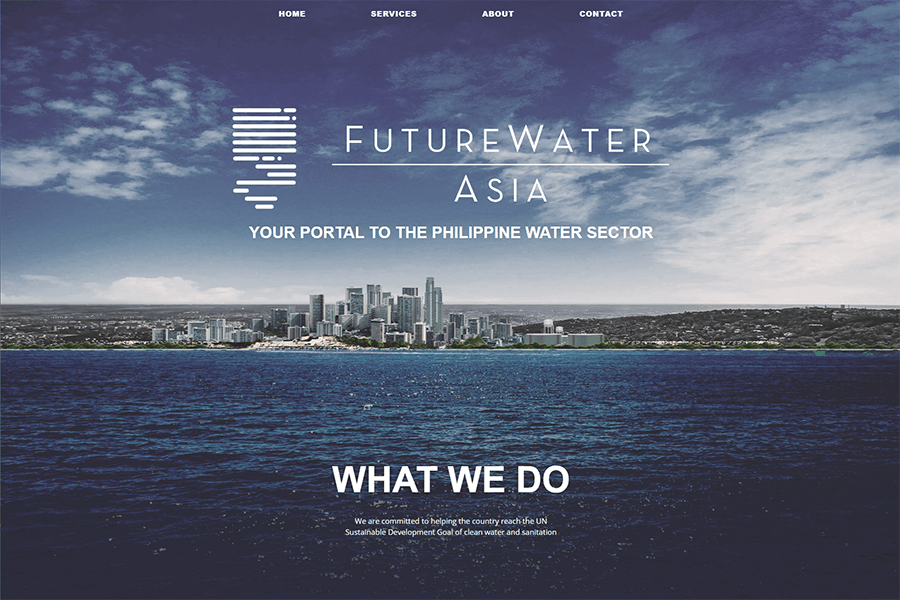 HOME SERVICES ABOUT CONTACT
FUTUREWATER
ASIA
YOUR PORTAL TO THE PHILIPPINE WATER SECTOR
WHAT WE DO
We are committed to helping the country reach the UN
Sustainable Development Goal of clean water and sanitation